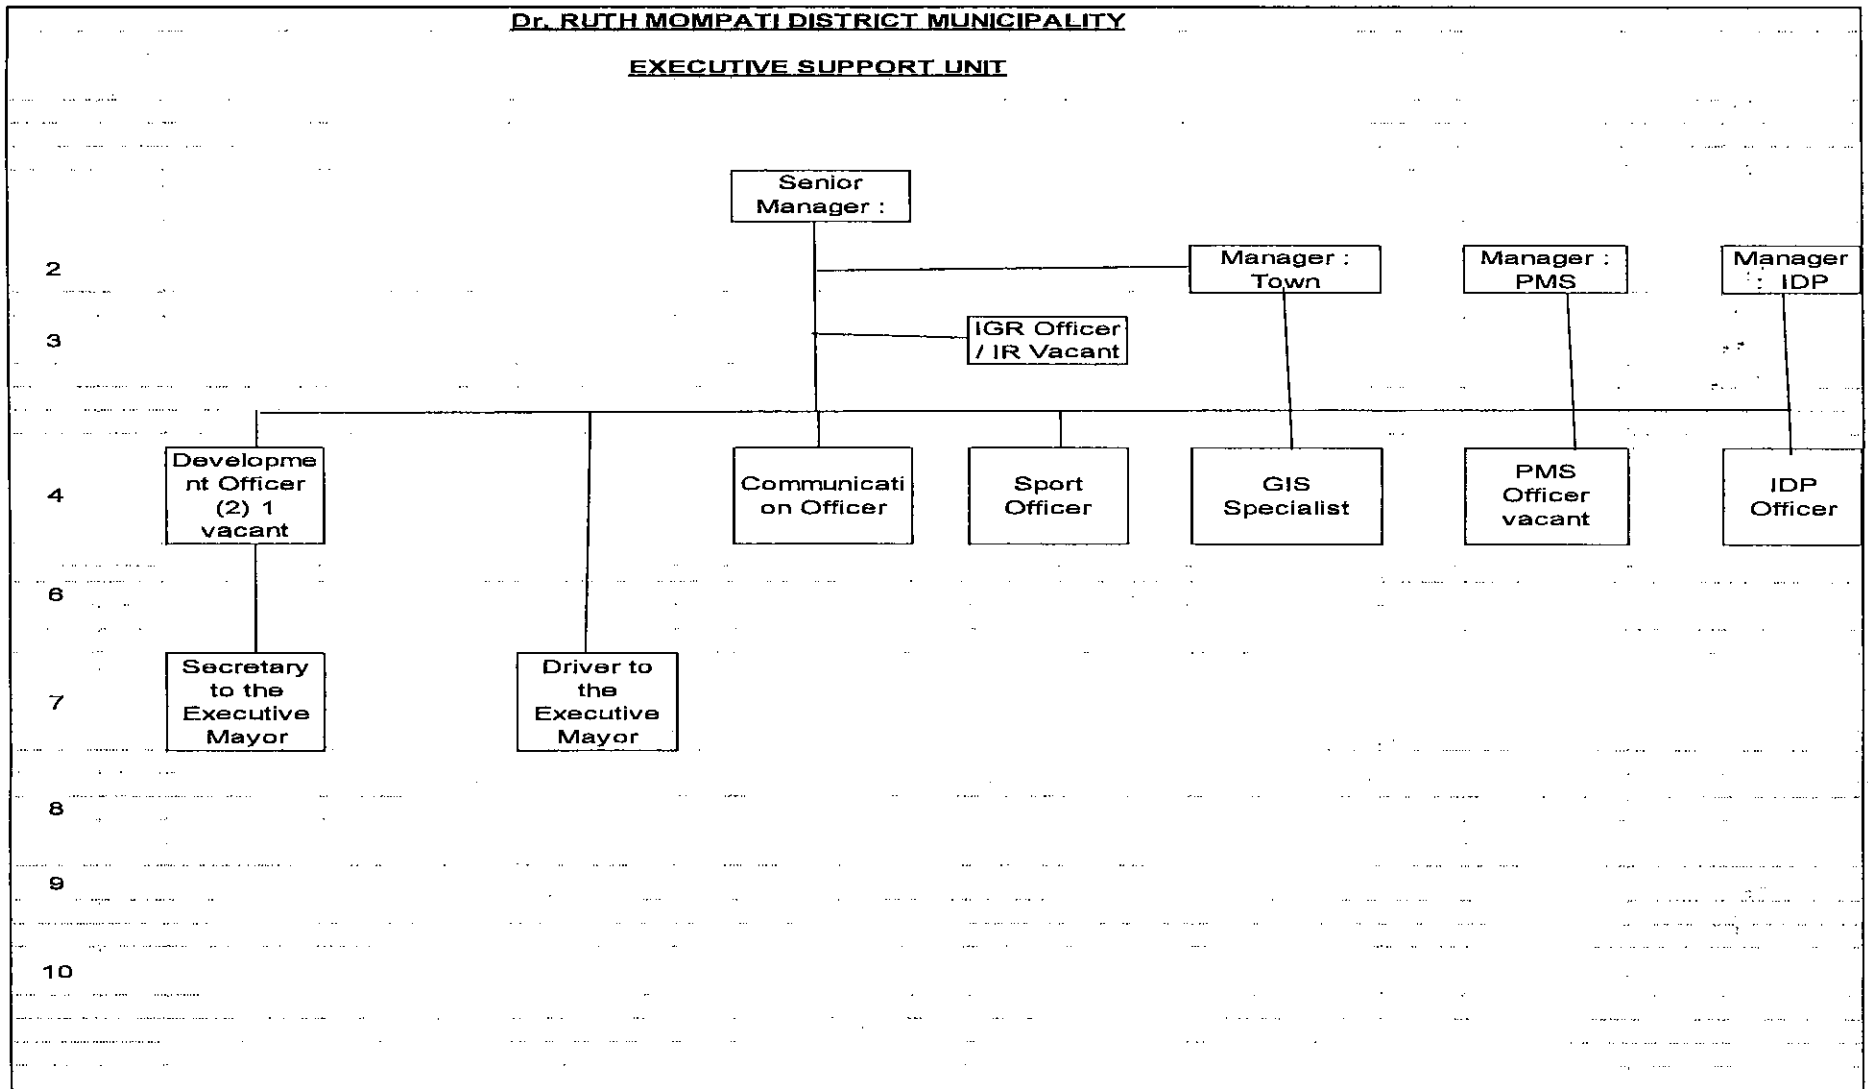 Dr. RUTH MOMPATI DISTRICT MUNICIPALITY
EXECUTIVE SUPPORT UNIT
Senior
Manager :
2
Manager :
Town
Manager :
PMS
Manager
: IDP
3
IGR Officer
/ IR Vacant
4
Developme
nt Officer
(2) 1
vacant
Communicati
on Officer
Sport
Officer
GIS
Specialist
PMS
Officer
vacant
IDP
Officer
6
7
Secretary
to the
Executive
Mayor
Driver to
the
Executive
Mayor
8
9
10